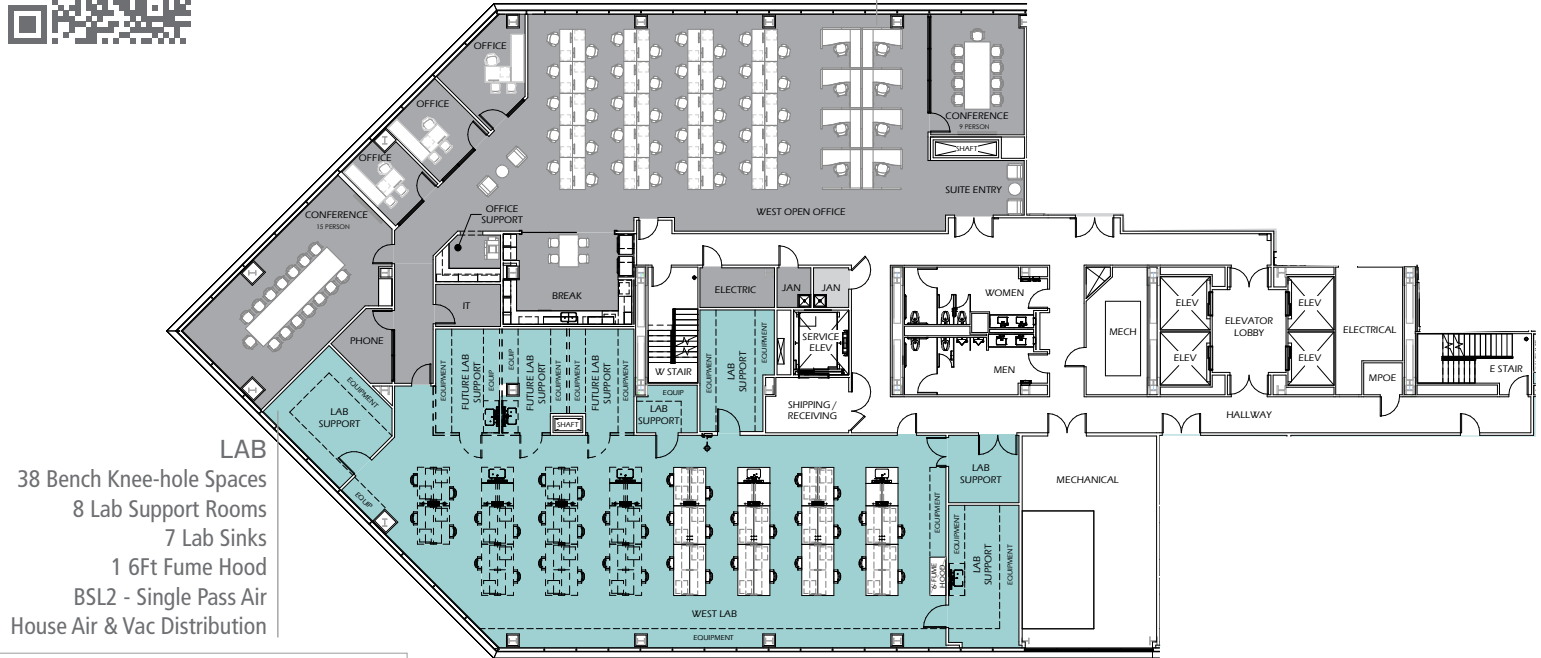 OFFICE
OFFICE
OFFICE
CONFERENCE
15 PERSON
CONFERENCE
9 PERSON
SHAFT
SUITE ENTRY
OFFICE
SUPPORT
WEST OPEN OFFICE
IT
BREAK
PHONE
ELECTRIC
JAN
JAN
WOMEN
MEN
SERVICE
ELEV
MECH
ELEV
ELEV
ELEVATOR
LOBBY
ELEV
ELEV
ELECTRICAL
MPOE
E STAIR
W STAIR
HALLWAY
SHIPPING /
RECEIVING
EQUIPMENT
LAB
SUPPORT
EQUIP
EQUIPMENT
FUTURE LAB
SUPPORT
EQUIP
EQUIP
FUTURE LAB
SUPPORT
EQUIPMENT
EQUIPMENT
FUTURE LAB
SUPPORT
SHAFT
EQUIP
LAB
SUPPORT
EQUIPMENT
LAB
SUPPORT
EQUIPMENT
LAB
SUPPORT
EQUIPMENT
EQUIPMENT
LAB
SUPPORT
EQUIPMENT
6' FUME
HOOD
MECHANICAL
WEST LAB
EQUIPMENT
LAB
38 Bench Knee-hole Spaces
8 Lab Support Rooms
7 Lab Sinks
1 6Ft Fume Hood
BSL2 - Single Pass Air
House Air & Vac Distribution